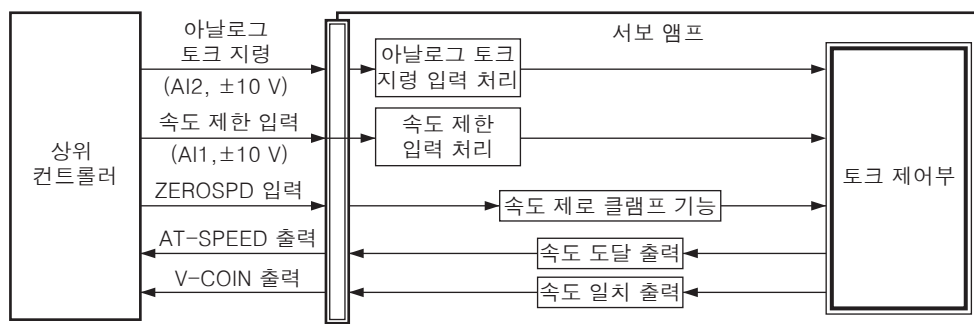 서보 앰프
상위
컨트롤러
아날로그
토크 지령
(AI2, ±10 V)
아날로그 토크
지령 입력 처리
속도 제한 입력
(AI1,±10 V)
속도 제한
입력 처리
토크 제어부
ZEROSPD 입력
속도 제로 클램프 기능
AT-SPEED 출력
속도 도달 출력
V-COIN 출력
속도 일치 출력